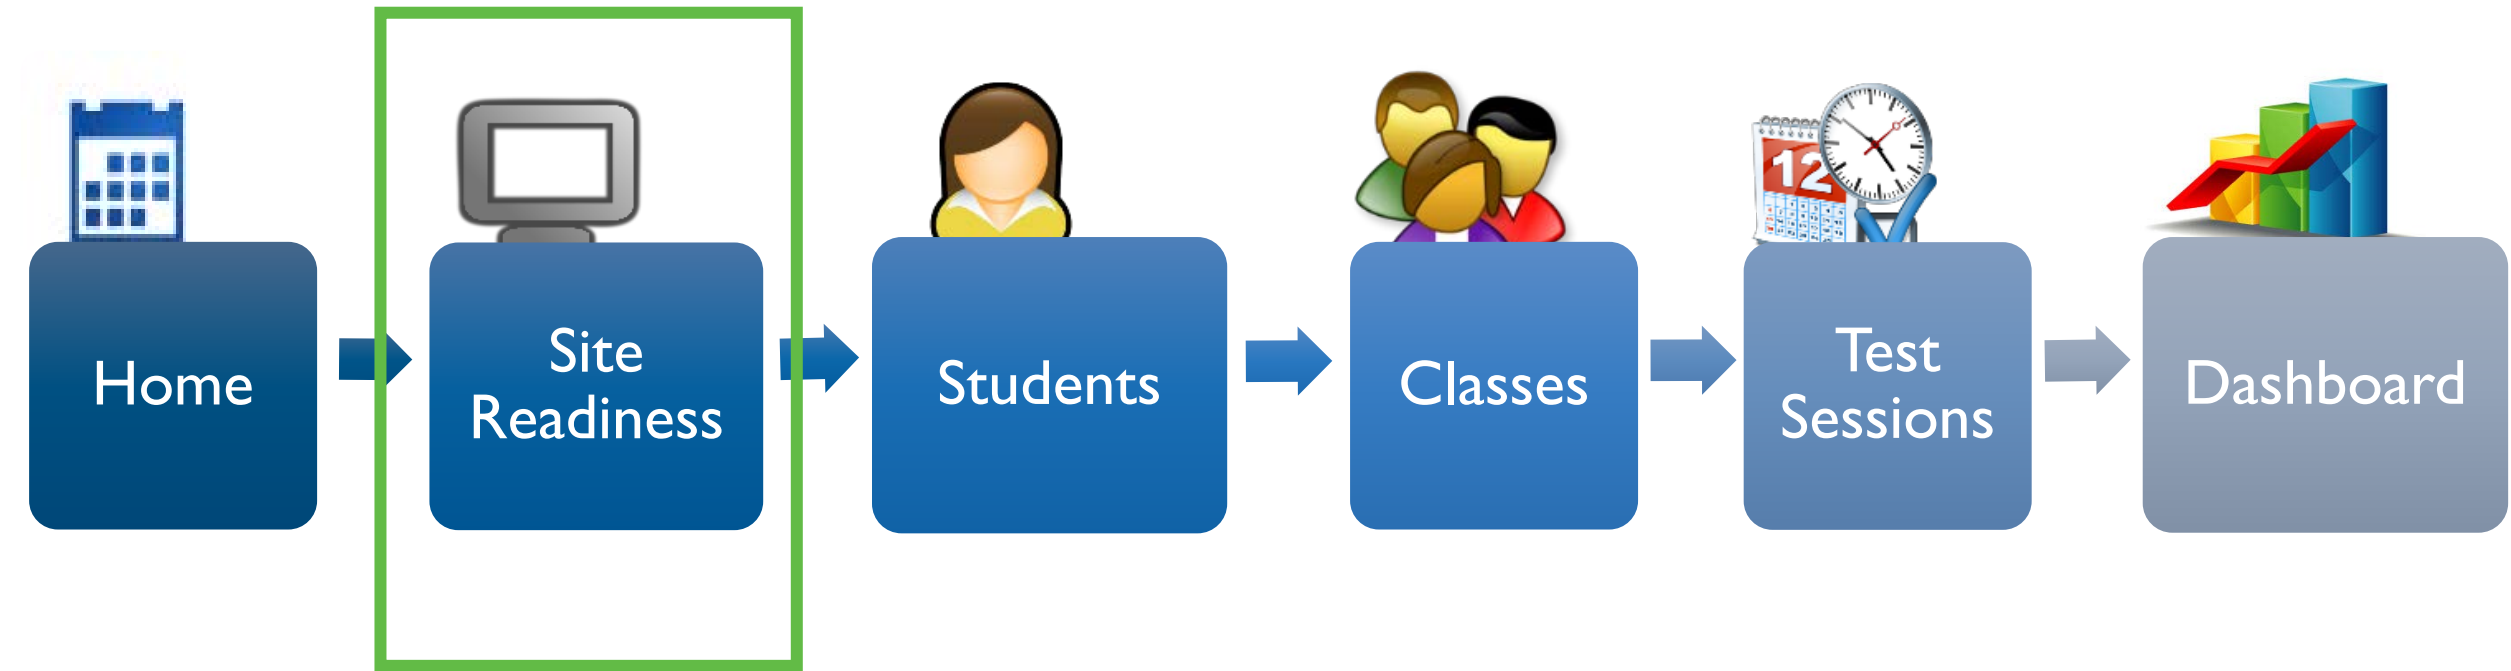 Home
Site
Readiness
Students
Classes
12
Test
Sessions
Dashboard